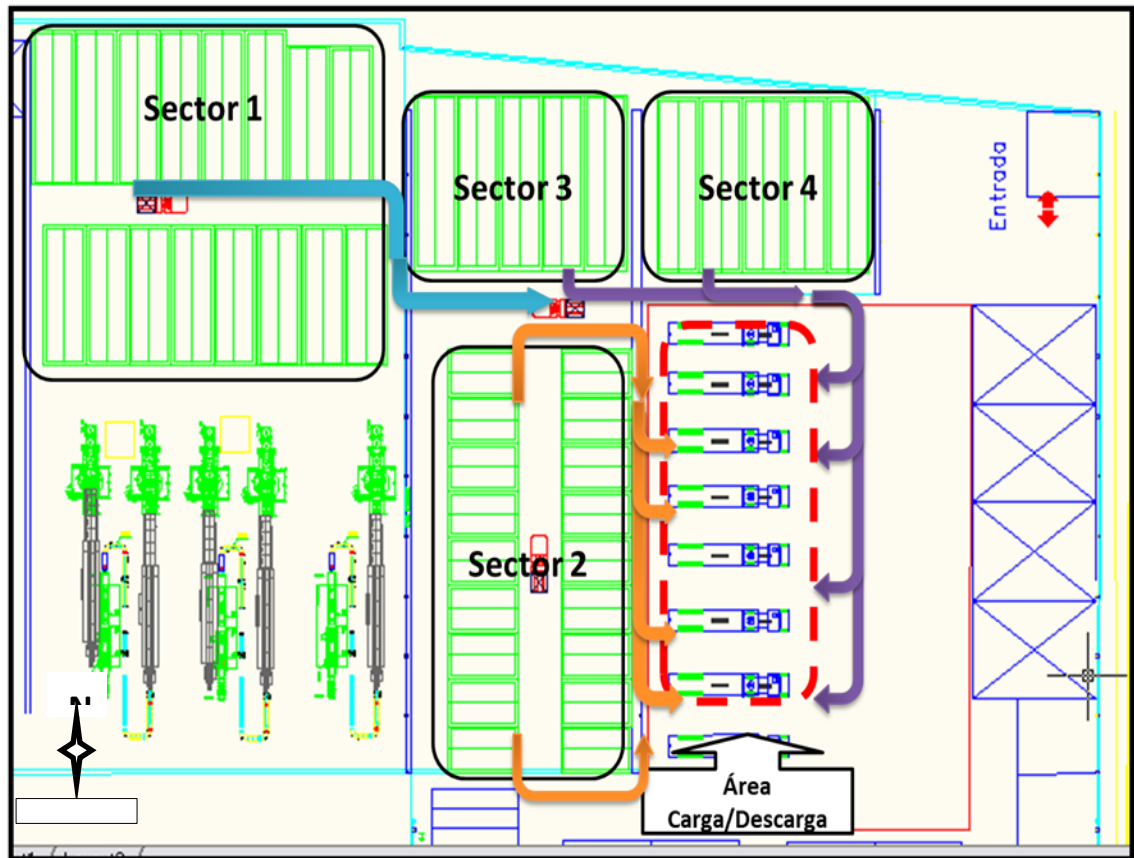 Sector 1
Sector 3
Sector 4
Entrada
Sector 2
N
Área
Carga/Descarga